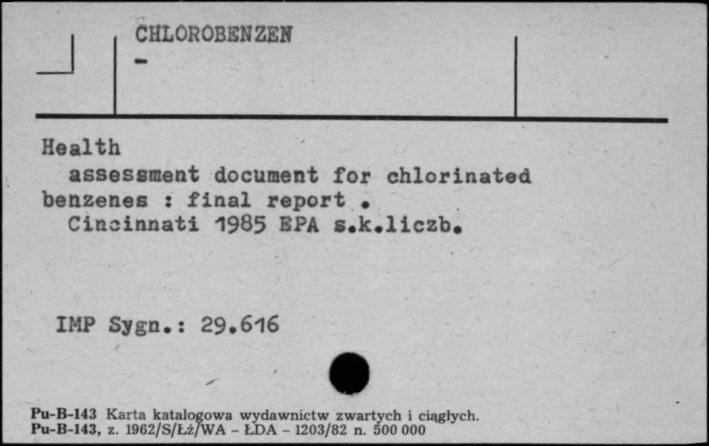 CHLOROBENZEN
-
Health
assessment document for chlorinated
benzenes : final report .
Cincinnati 1985 EPA s.k.liczb.
IMP Sygn.: 29.616
Pu-B-143 Karta katalogowa wydawnictw zwartych i ciągłych.
Pu-B-143, z. 1962/S/Łż/WA - ŁDA - 1203/82 n. 500 000